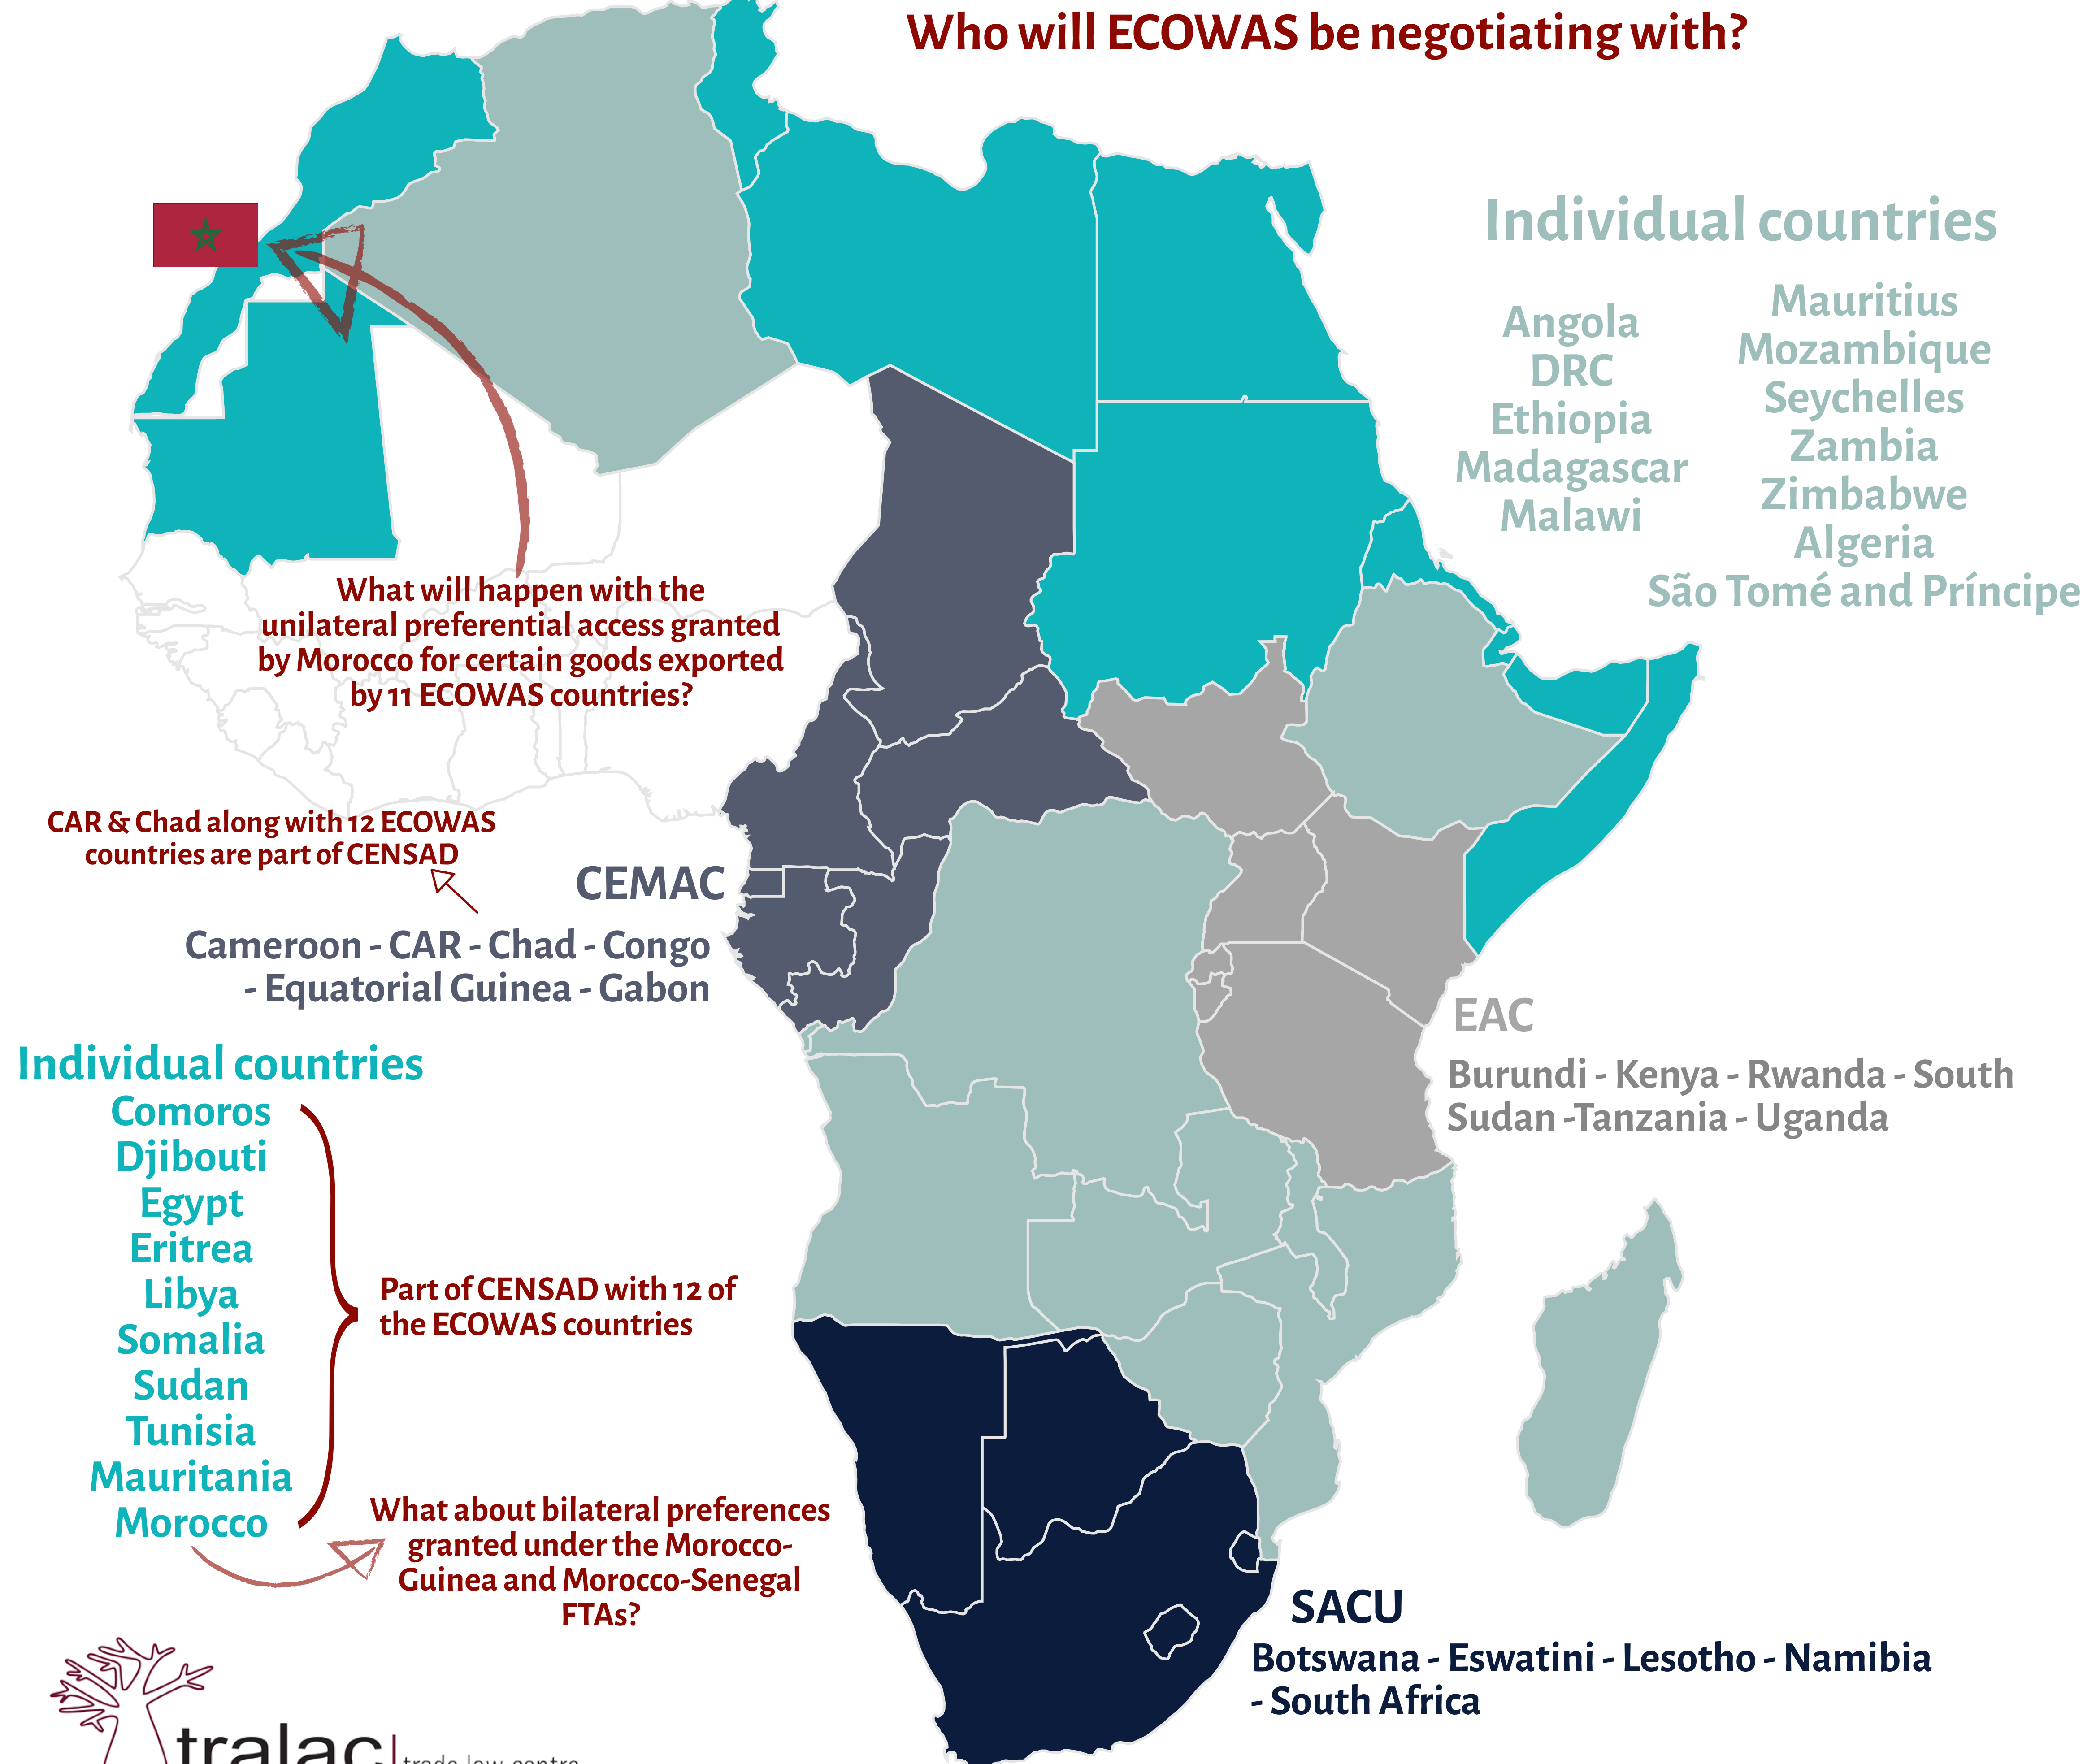 Who will ECOWAS be negotiating with?
Individual countries
Angola
DRC
Ethiopia
Madagascar
Malawi
Mauritius
Mozambique
Seychelles
Zambia
Zimbabwe
Algeria
São Tomé and Príncipe
What will happen with the
unilateral preferential access granted
by Morocco for certain goods exported
by 11 ECOWAS countries?
CAR & Chad along with 12 ECOWAS
countries are part of CENSAD
CEMAC
Cameroon - CAR - Chad - Congo
- Equatorial Guinea - Gabon
EAC
Burundi - Kenya - Rwanda - South
Sudan -Tanzania - Uganda
Individual countries
Comoros
Djibouti
Egypt
Eritrea
Libya
Somalia
Sudan
Tunisia
Mauritania
Morocco
Part of CENSAD with 12 of
the ECOWAS countries
What about bilateral preferences
granted under the Morocco-
Guinea and Morocco-Senegal
FTAs?
SACU
Botswana - Eswatini - Lesotho - Namibia
- South Africa
tralac
trade law centre